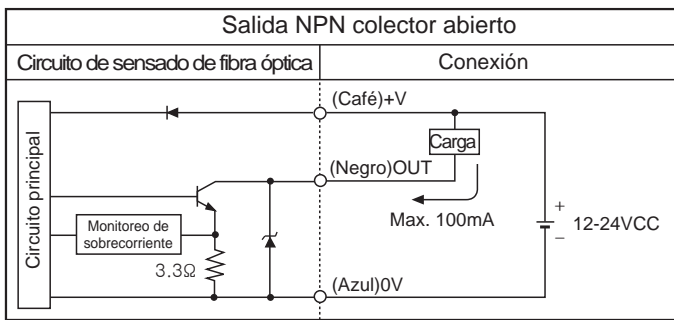 Salida NPN colector abierto
Circuito de sensado de fibra óptica
Conexión
Circuito principal
(Café)+V
Carga
(Negro)OUT
Max. 100mA
Monitoreo de
sobrecorriente
3.3Ω
+
−
12-24VCC
(Azul)0V